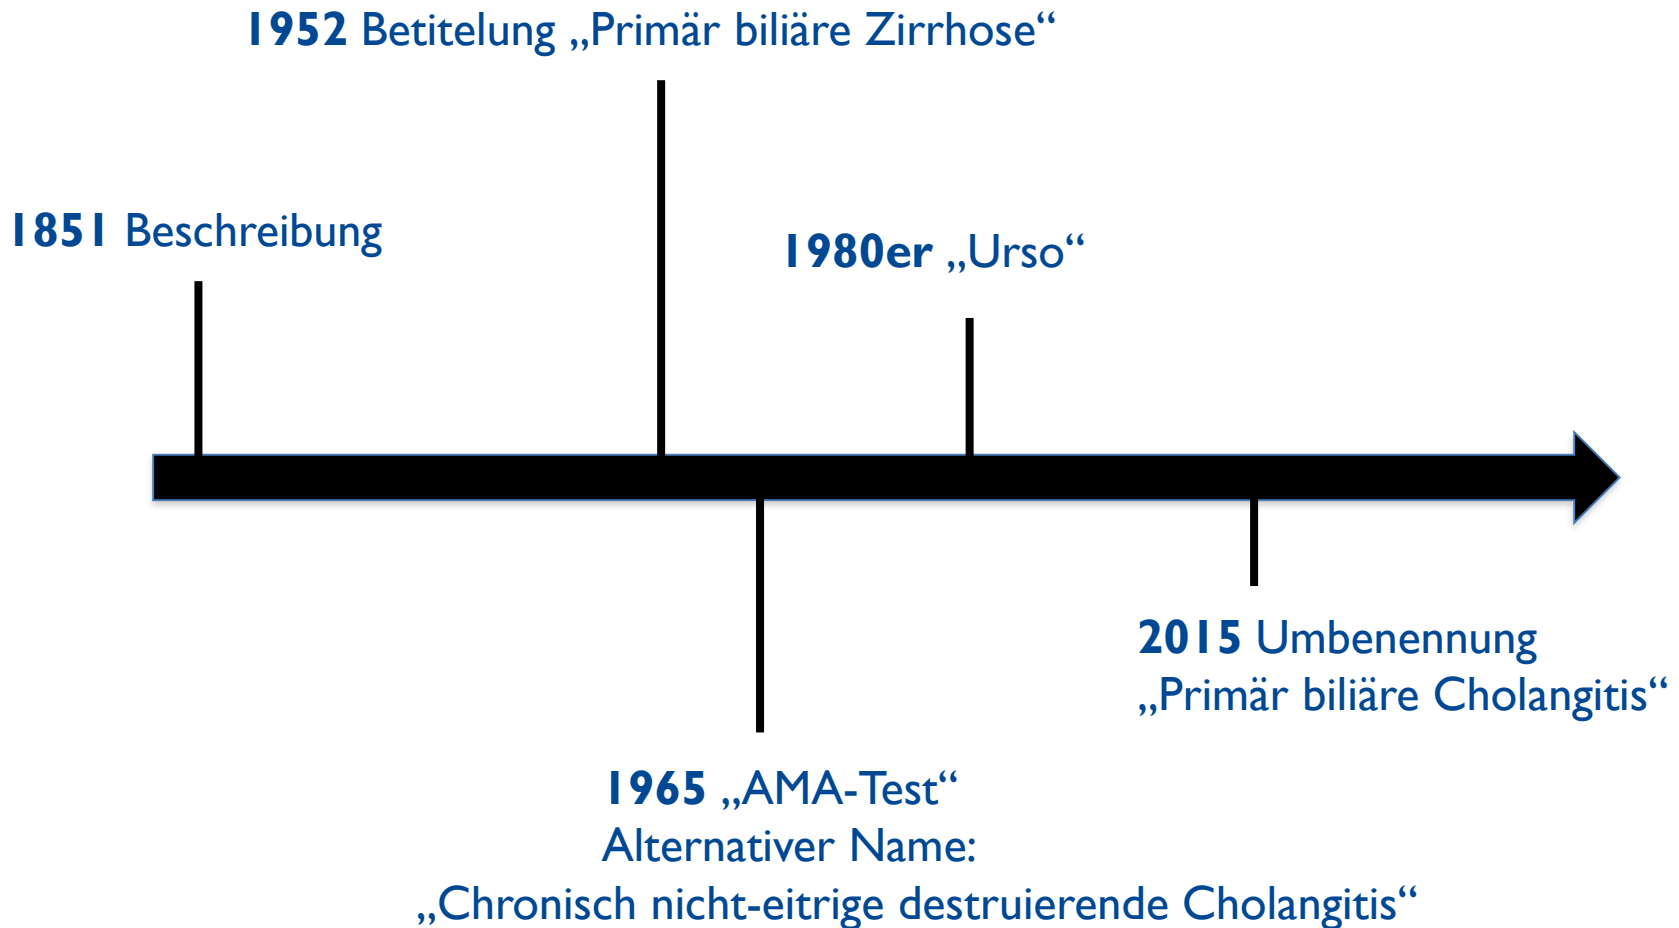 1952 Betitelung „Primär biliäre Zirrhose“
1851 Beschreibung
1980er „Urso“
2015 Umbenennung
„Primär biliäre Cholangitis“
1965 „AMA-Test“
Alternativer Name:
„Chronisch nicht-eitrige destruierende Cholangitis“